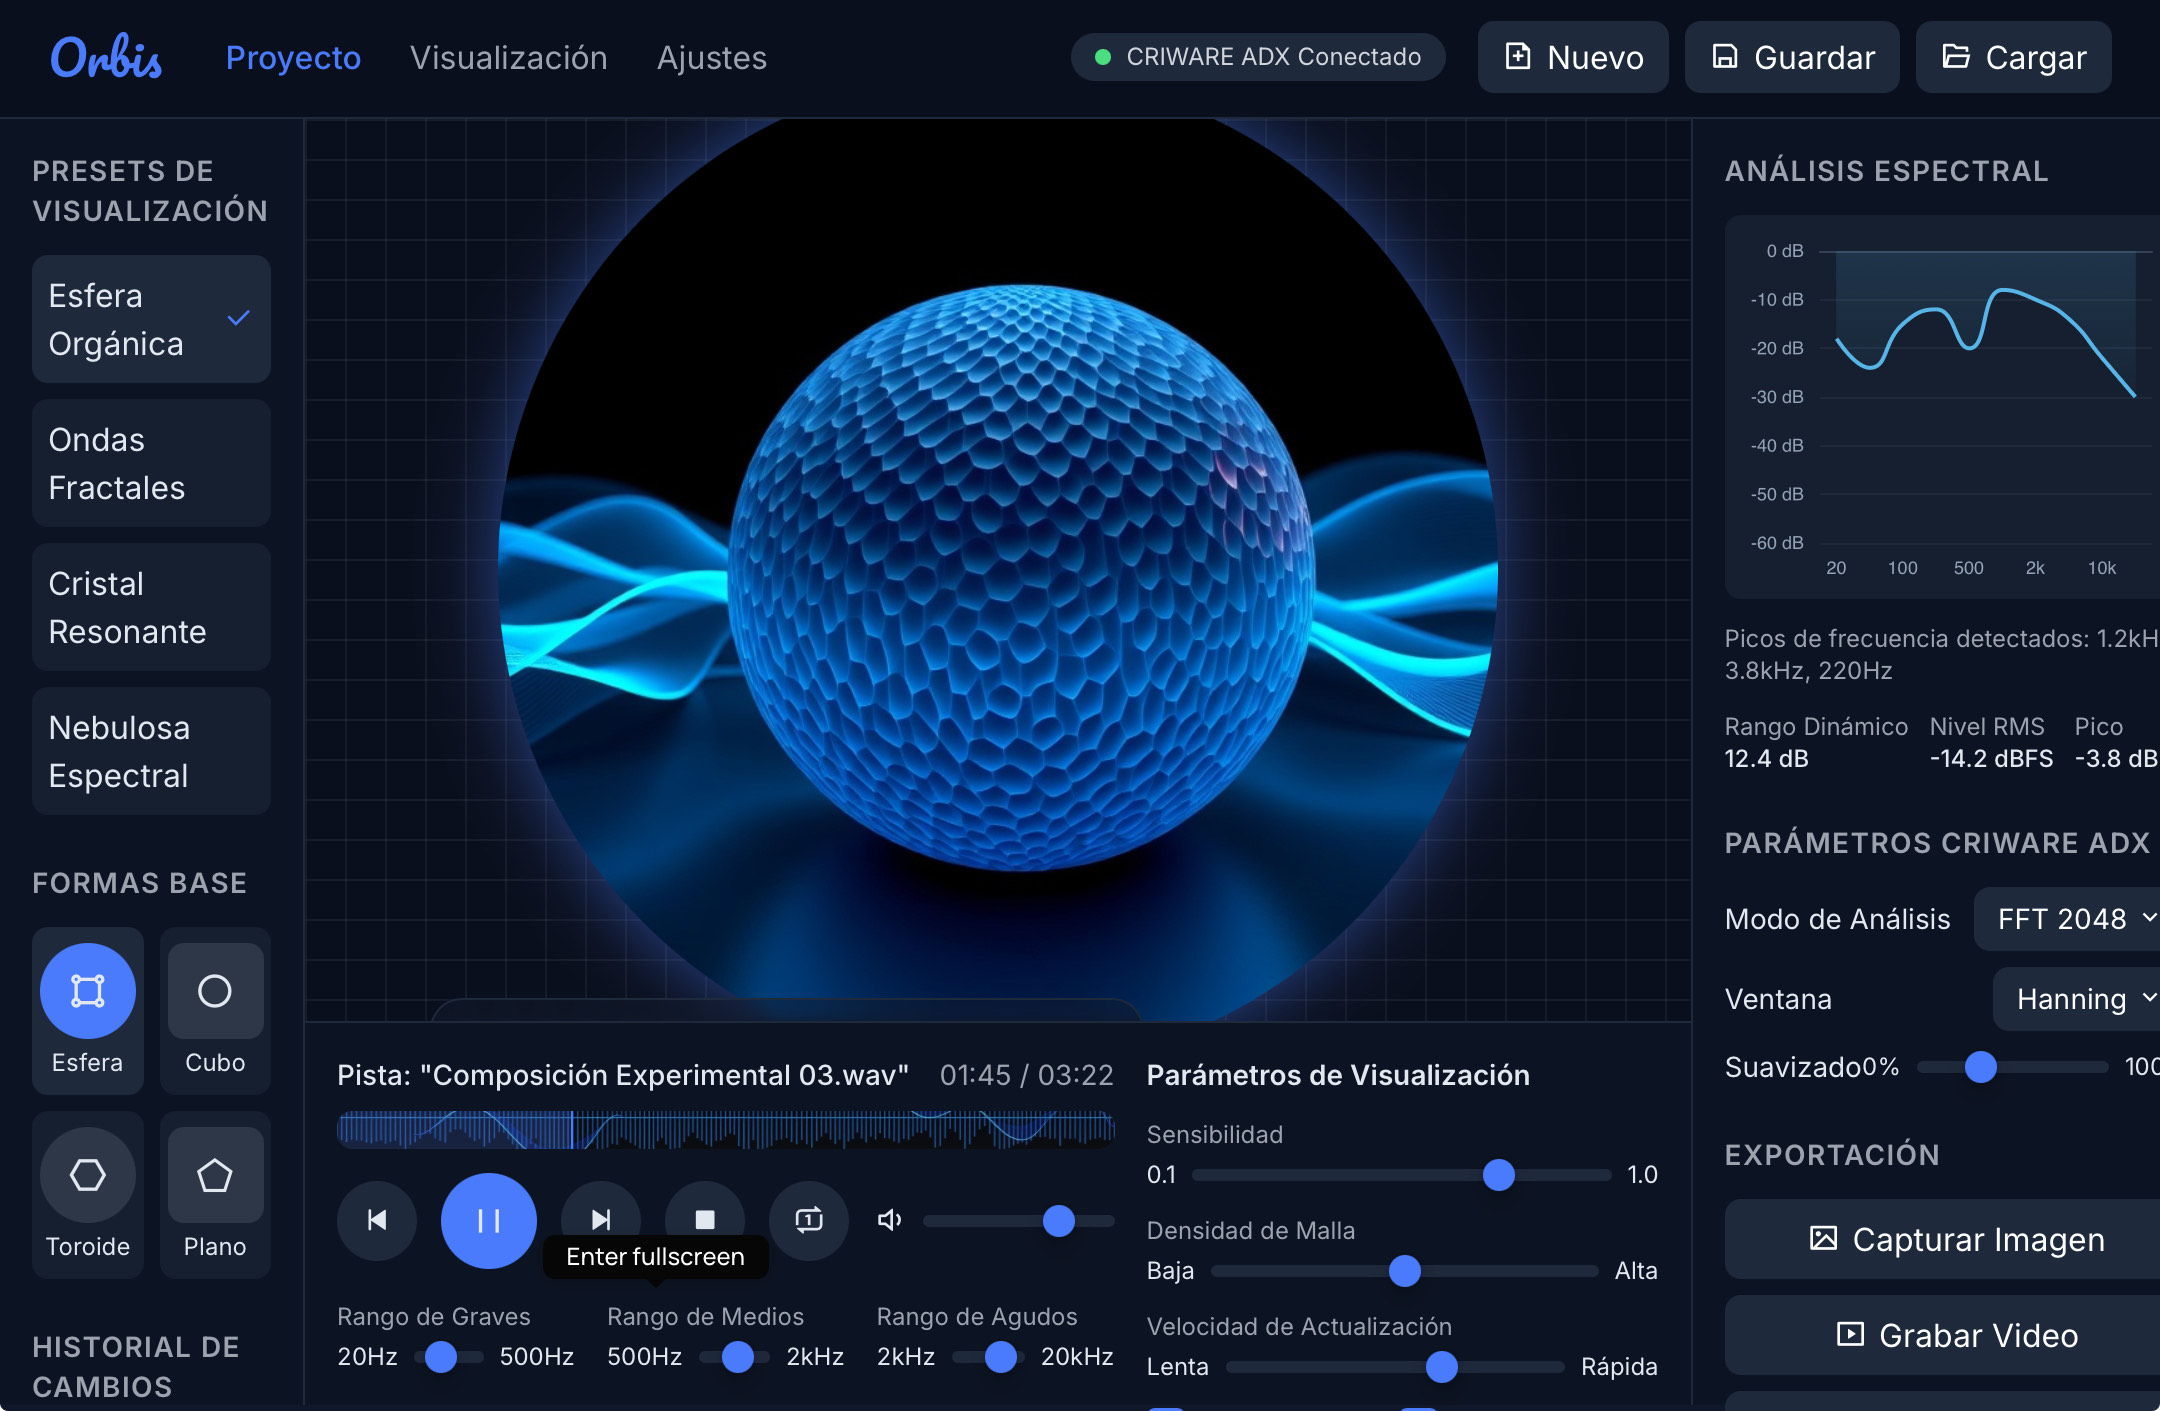 Orbis
Proyecto
Visualización
Ajustes
CRIWARE ADX Conectado
Nuevo
Guardar
Cargar
PRESETS DE
VISUALIZACIÓN
Esfera
Orgánica
Ondas
Fractales
Cristal
Resonante
Nebulosa
Espectral
FORMAS BASE
Esfera
Cubo
Toroide
Plano
HISTORIAL DE
CAMBIOS
Pista: "Composición Experimental 03.wav"
01:45 / 03:22
Enter fullscreen
Rango de Graves
20Hz
500Hz
Rango de Medios
500Hz
2kHz
Rango de Agudos
2kHz
20kHz
Parámetros de Visualización
Sensibilidad
0.1
1.0
Densidad de Malla
Baja
Alta
Velocidad de Actualización
Lenta
Rápida
ANÁLISIS ESPECTRAL
0 dB
-10 dB
-20 dB
-30 dB
-40 dB
-50 dB
-60 dB
20
100
500
2k
10k
Picos de frecuencia detectados: 1.2kH
3.8kHz, 220Hz
Rango Dinámico
12.4 dB
Nivel RMS
-14.2 dBFS
Pico
-3.8 dB
PARÁMETROS CRIWARE ADX
Modo de Análisis
FFT 2048
Ventana
Hanning
Suavizado
0%
100
EXPORTACIÓN
Capturar Imagen
Grabar Video